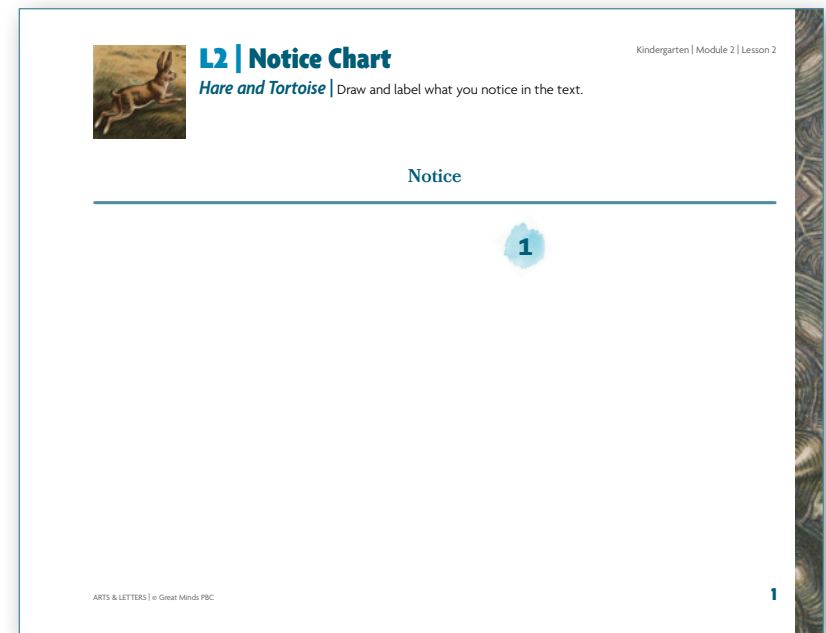 L2 | Notice Chart
Kindergarten | Module 2 | Lesson 2
Hare and Tortoise | Draw and label what you notice in the text.
Notice
1
ARTS & LETTERS | © Great Minds PBC
1